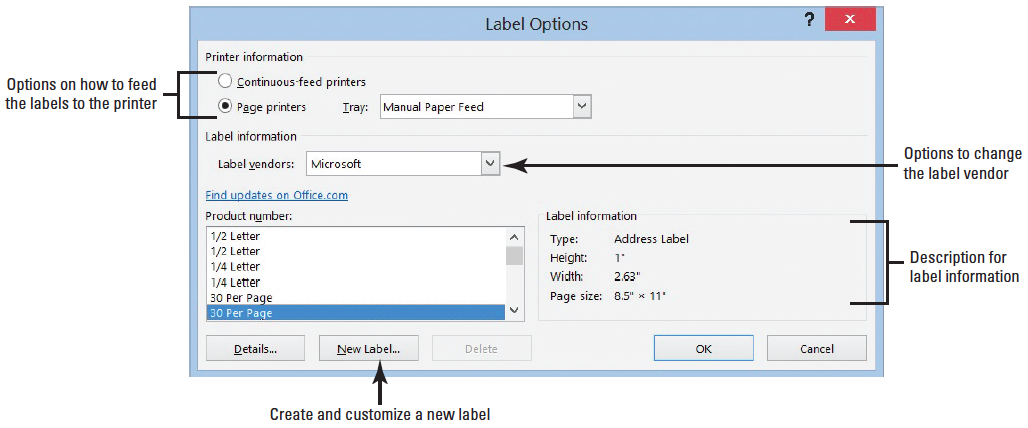 Label Options
?
x
Printer information
Options on how to feed
the labels to the printer
Continuous-feed printers
Page printers
Tray:
Manual Paper Feed
Label information
Label vendors:
Microsoft
Options to change
the label vendor
Find updates on Office.com
Product number:
1/2 Letter
1/2 Letter
1/4 Letter
1/4 Letter
30 Per Page
30 Per Page
Label information
Type: Address Label
Height: 1"
Width: 2.63"
Page size: 8.5" × 11"
Description for
label information
Details...
New Label...
Delete
OK
Cancel
Create and customize a new label